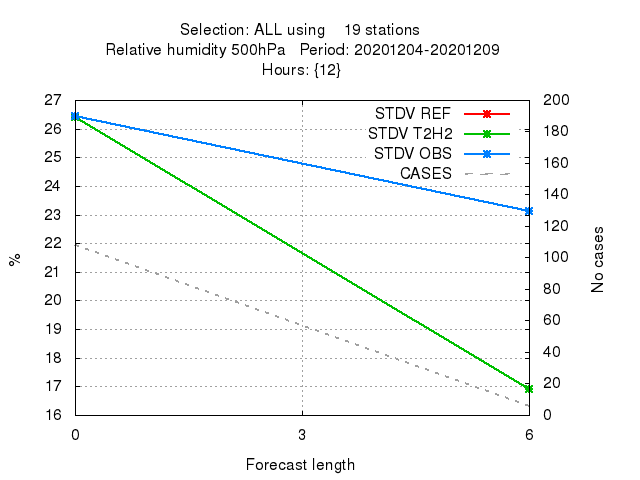 Selection: ALL using 19 stations
Relative humidity 500hPa Period: 20201204-20201209
Hours: {12}
27
26
25
24
23
22
21
20
19
18
17
16
200
180
160
140
120
100
80
60
40
20
0
STDV REF
STDV T2H2
STDV OBS
CASES
%
No cases
0 3 6
Forecast length